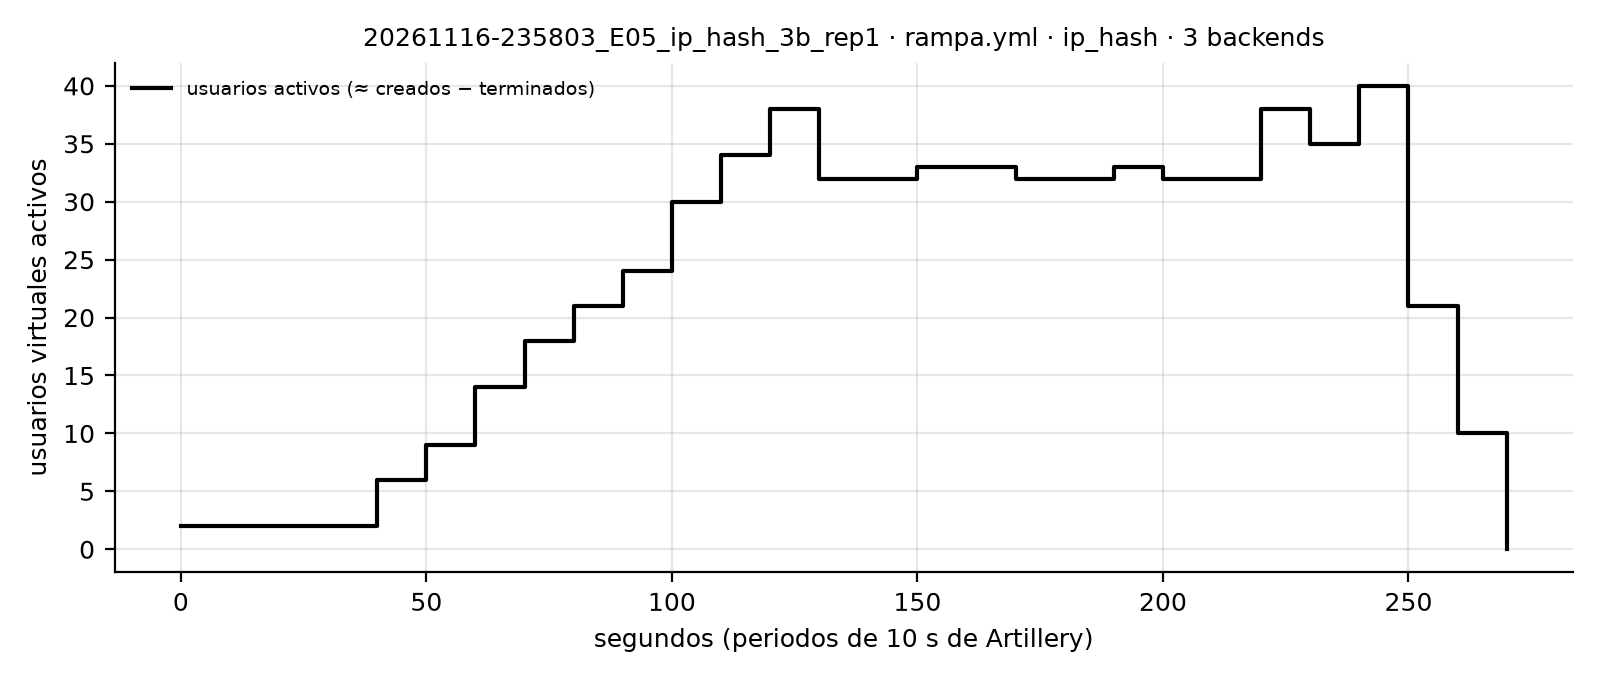 20261116-235803_E05_ip_hash_3b_rep1 · rampa.yml · ip_hash · 3 backends
usuarios activos (≈ creados − terminados)
usuarios virtuales activos
40
35
30
25
20
15
10
5
0
0 50 100 150 200 250
segundos (periodos de 10 s de Artillery)